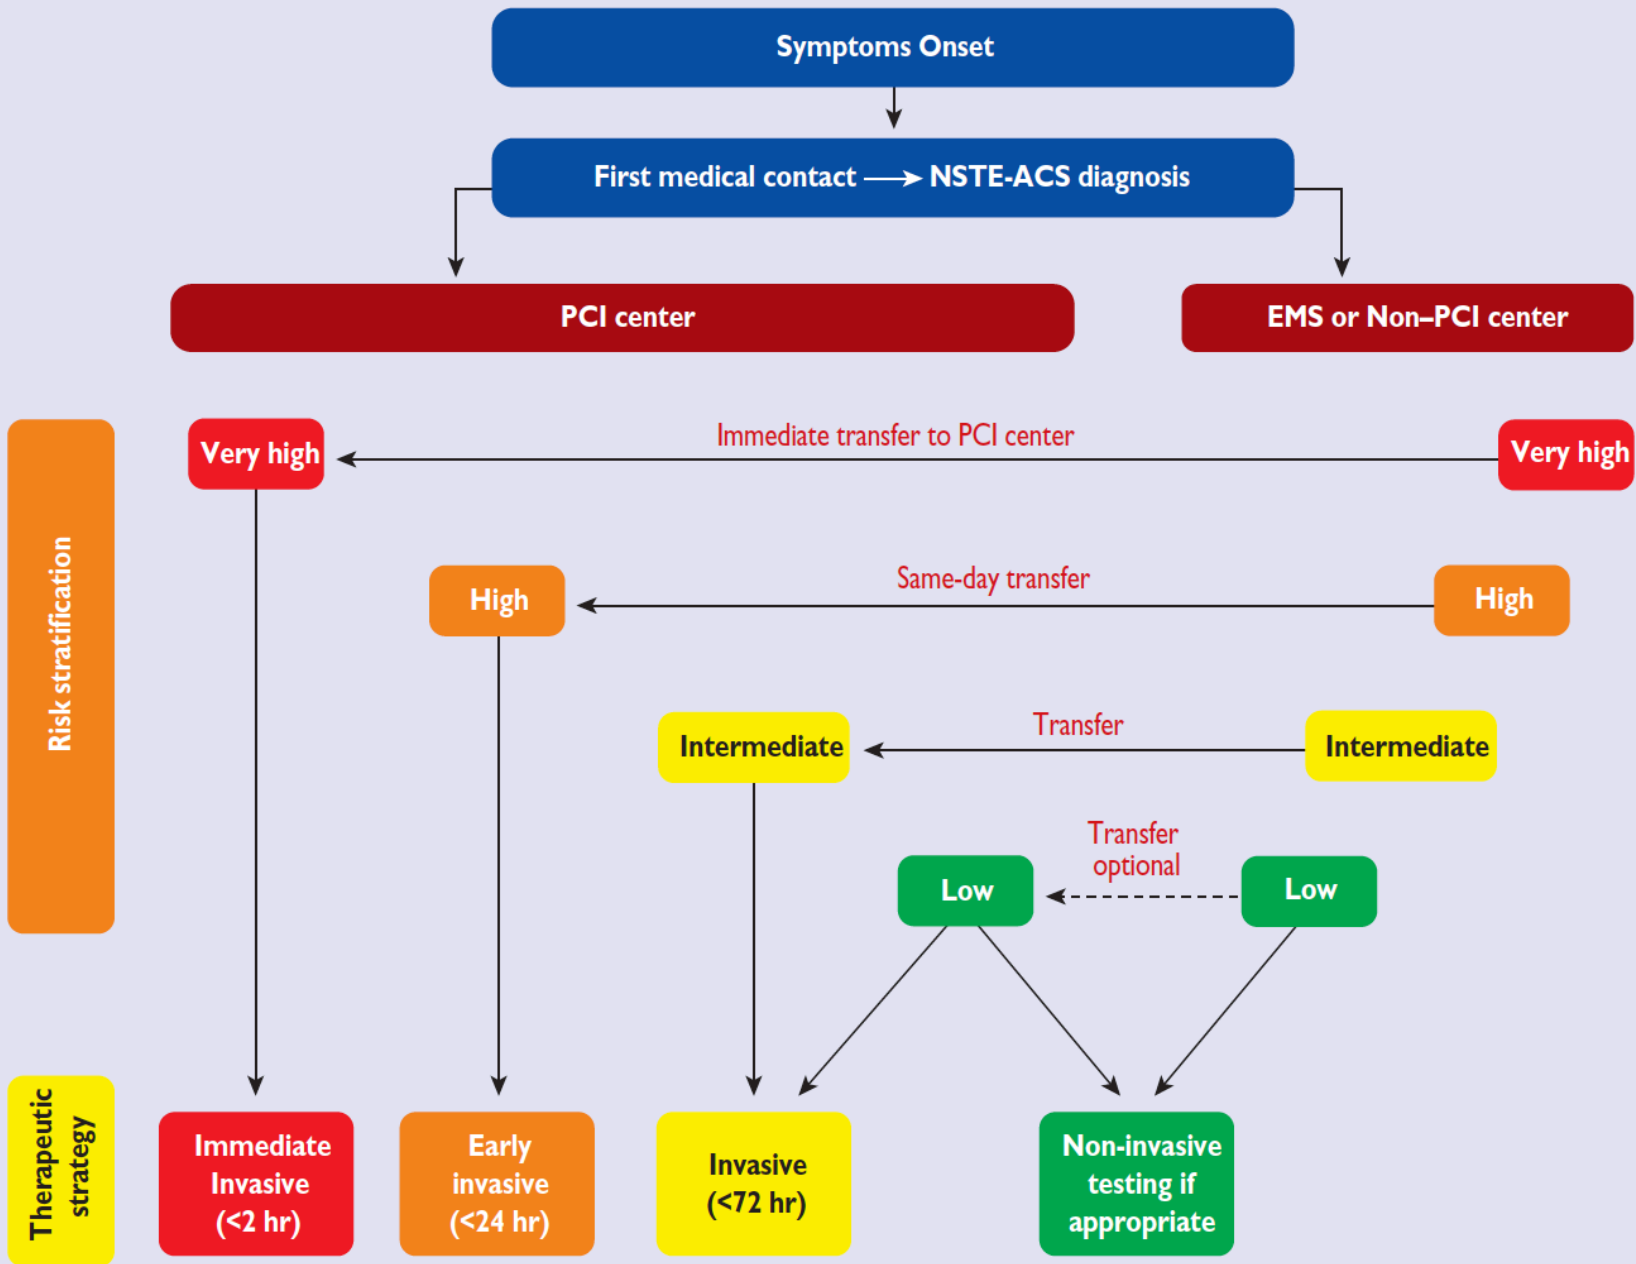 Symptoms Onset
First medical contact → NSTE-ACS diagnosis
PCI center
EMS or Non–PCI center
Risk stratification
Very high
Immediate transfer to PCI center
Very high
High
Same-day transfer
High
Intermediate
Transfer
Intermediate
Low
Transfer
optional
Low
Therapeutic
strategy
Immediate
Invasive
(<2 hr)
Early
invasive
(<24 hr)
Invasive
(<72 hr)
Non-invasive
testing if
appropriate